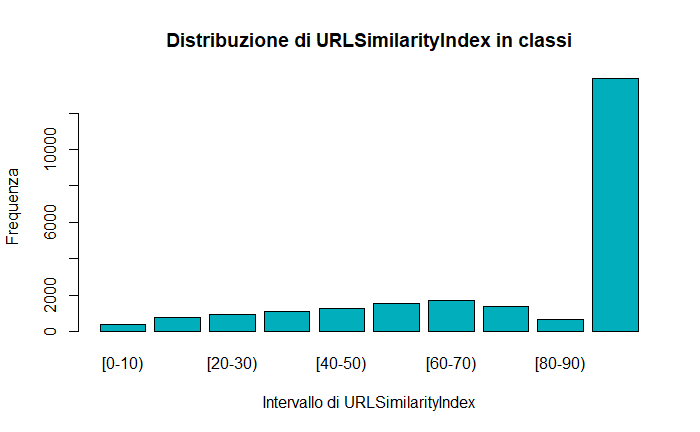 Distribuzione di URLSimilarityIndex in classi
Frequenza
10000
6000
2000
0
[0-10) [20-30) [40-50) [60-70) [80-90)
Intervallo di URLSimilarityIndex